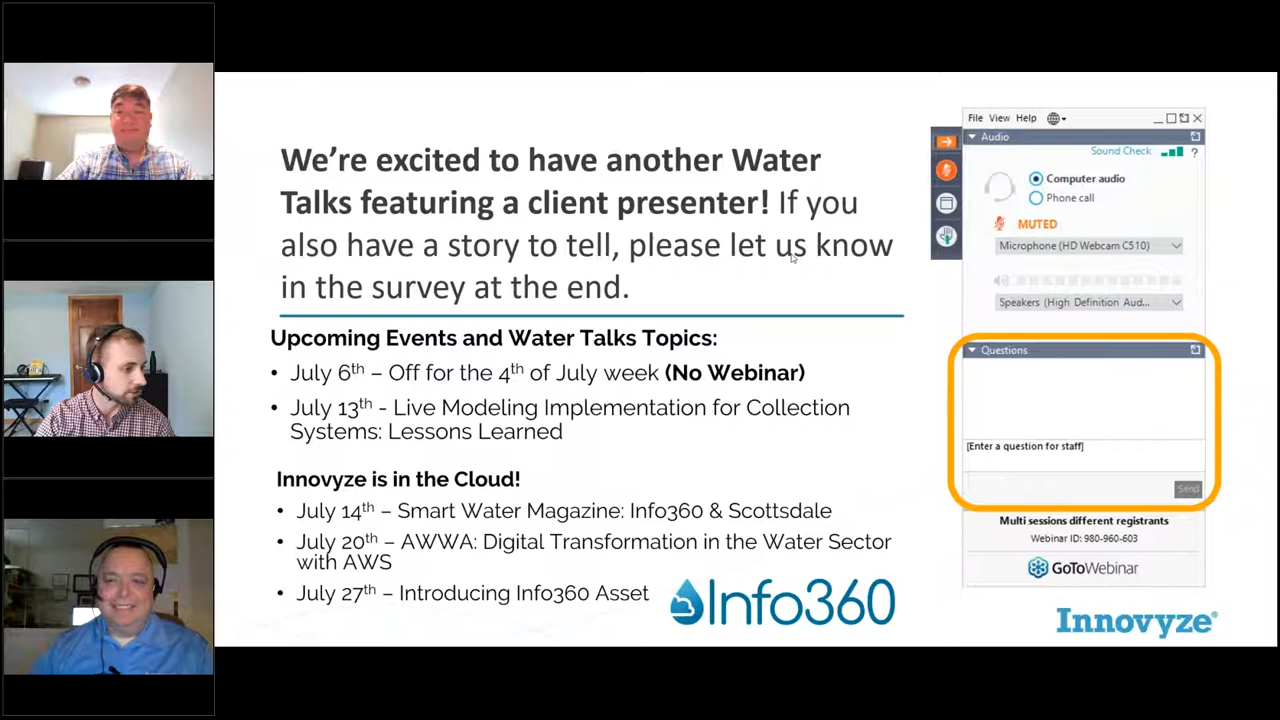 We're excited to have another Water
Talks featuring a client presenter! If you
also have a story to tell, please let us know
in the survey at the end.
Upcoming Events and Water Talks Topics:
• July 6th – Off for the 4th of July week (No Webinar)
• July 13th - Live Modeling Implementation for Collection
Systems: Lessons Learned
Innovyze is in the Cloud!
• July 14th – Smart Water Magazine: Info360 & Scottsdale
• July 20th – AWWA: Digital Transformation in the Water Sector
with AWS
• July 27th – Introducing Info360 Asset
Info360
File View Help
Audio
Sound Check ?
Computer audio
Phone call
MUTED
Microphone (HD Webcam C510)
Speakers (High Definition Aud...
Questions
[Enter a question for staff]
Send
Multi sessions different registrants
Webinar ID: 980-960-603
GoToWebinar
Innovyze®